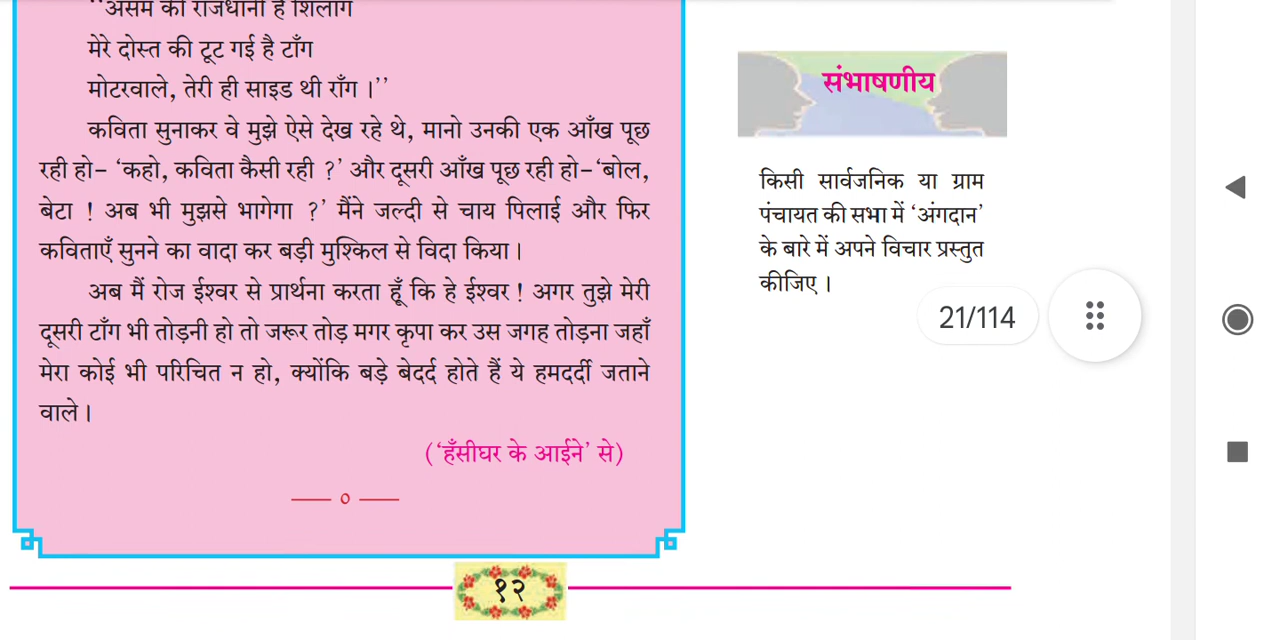 ‘‘असम की राजधानी है शिलाँग
मेरे दोस्त की टूट गई है टाँग
मोटरवाले, तेरी ही साइड थी राँग ।’’
कविता सुनाकर वे मुझे ऐसे देख रहे थे, मानो उनकी एक आँख पूछ
रही हो- ‘कहो, कविता कैसी रही ?’ और दूसरी आँख पूछ रही हो-‘बोल,
बेटा ! अब भी मुझसे भागेगा ?’ मैंने जल्दी से चाय पिलाई और फिर
कविताएँ सुनने का वादा कर बड़ी मुश्किल से विदा किया ।
अब मैं रोज ईश्वर से प्रार्थना करता हूँ कि हे ईश्वर ! अगर तुझे मेरी
दूसरी टाँग भी तोड़नी हो तो जरूर तोड़ मगर कृपा कर उस जगह तोड़ना जहाँ
मेरा कोई भी परिचित न हो, क्योंकि बड़े बेदर्द होते हैं ये हमदर्दी जताने
वाले ।
(‘हँसीघर के आईने’ से)
०
१२
संभाषणीय
किसी सार्वजनिक या ग्राम
पंचायत की सभा में ‘अंगदान’
के बारे में अपने विचार प्रस्तुत
कीजिए ।
21/114